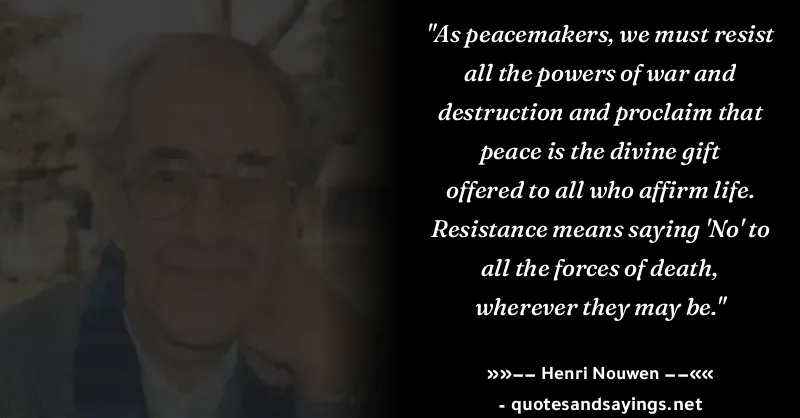 "As peacemakers, we must resist
all the powers of war and
destruction and proclaim that
peace is the divine gift
offered to all who affirm life.
Resistance means saying 'No' to
all the forces of death,
wherever they may be."
»»–– Henri Nouwen ––««
- quotesandsayings.net